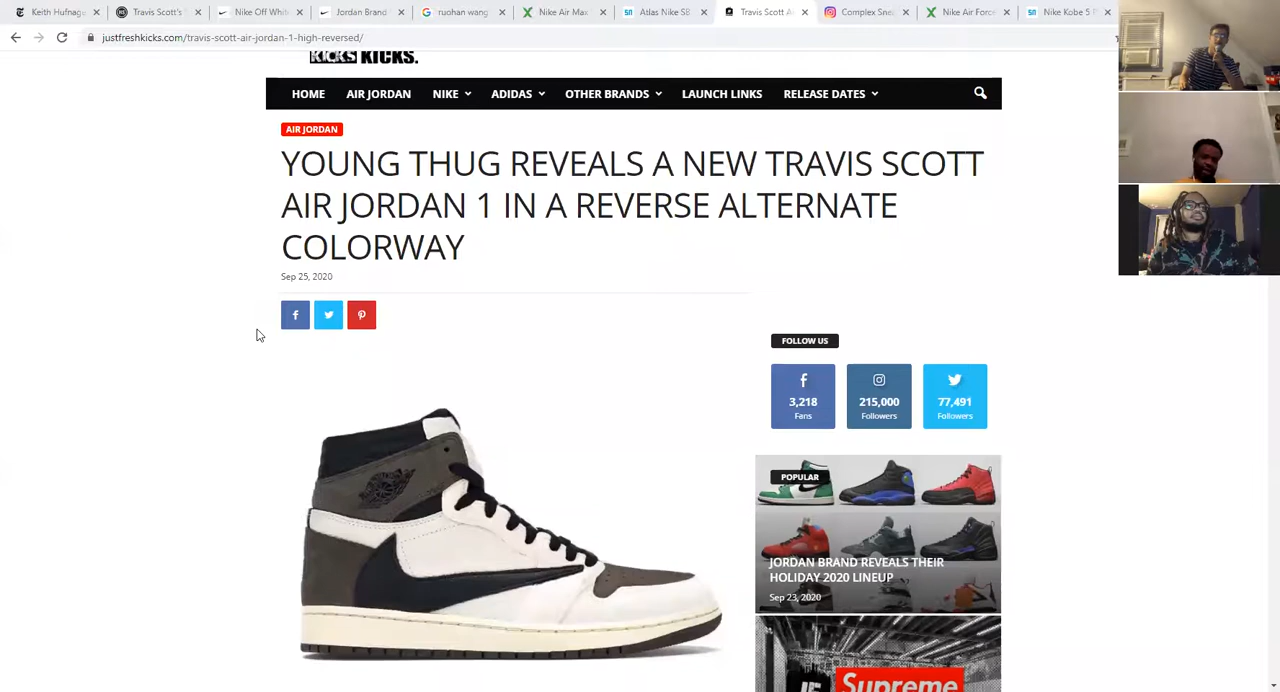 Keith Hufnage
Travis Scott's
Nike Off Whit
Jordan Brand
ruohan wang
Nike Air Max
Atlas Nike SB
Travis Scott A
Complex Sne
Nike Air Force
Nike Kobe 5 P
justfreshkicks.com/travis-scott-air-jordan-1-high-reversed/
KICKS KICKS.
HOME AIR JORDAN NIKE ADIDAS OTHER BRANDS LAUNCH LINKS RELEASE DATES
AIR JORDAN
YOUNG THUG REVEALS A NEW TRAVIS SCOTT
AIR JORDAN 1 IN A REVERSE ALTERNATE
COLORWAY
Sep 25, 2020
FOLLOW US
3,218
Fans
215,000
Followers
77,491
Followers
POPULAR
JORDAN BRAND REVEALS THEIR
HOLIDAY 2020 LINEUP
Sep 23, 2020
Supreme